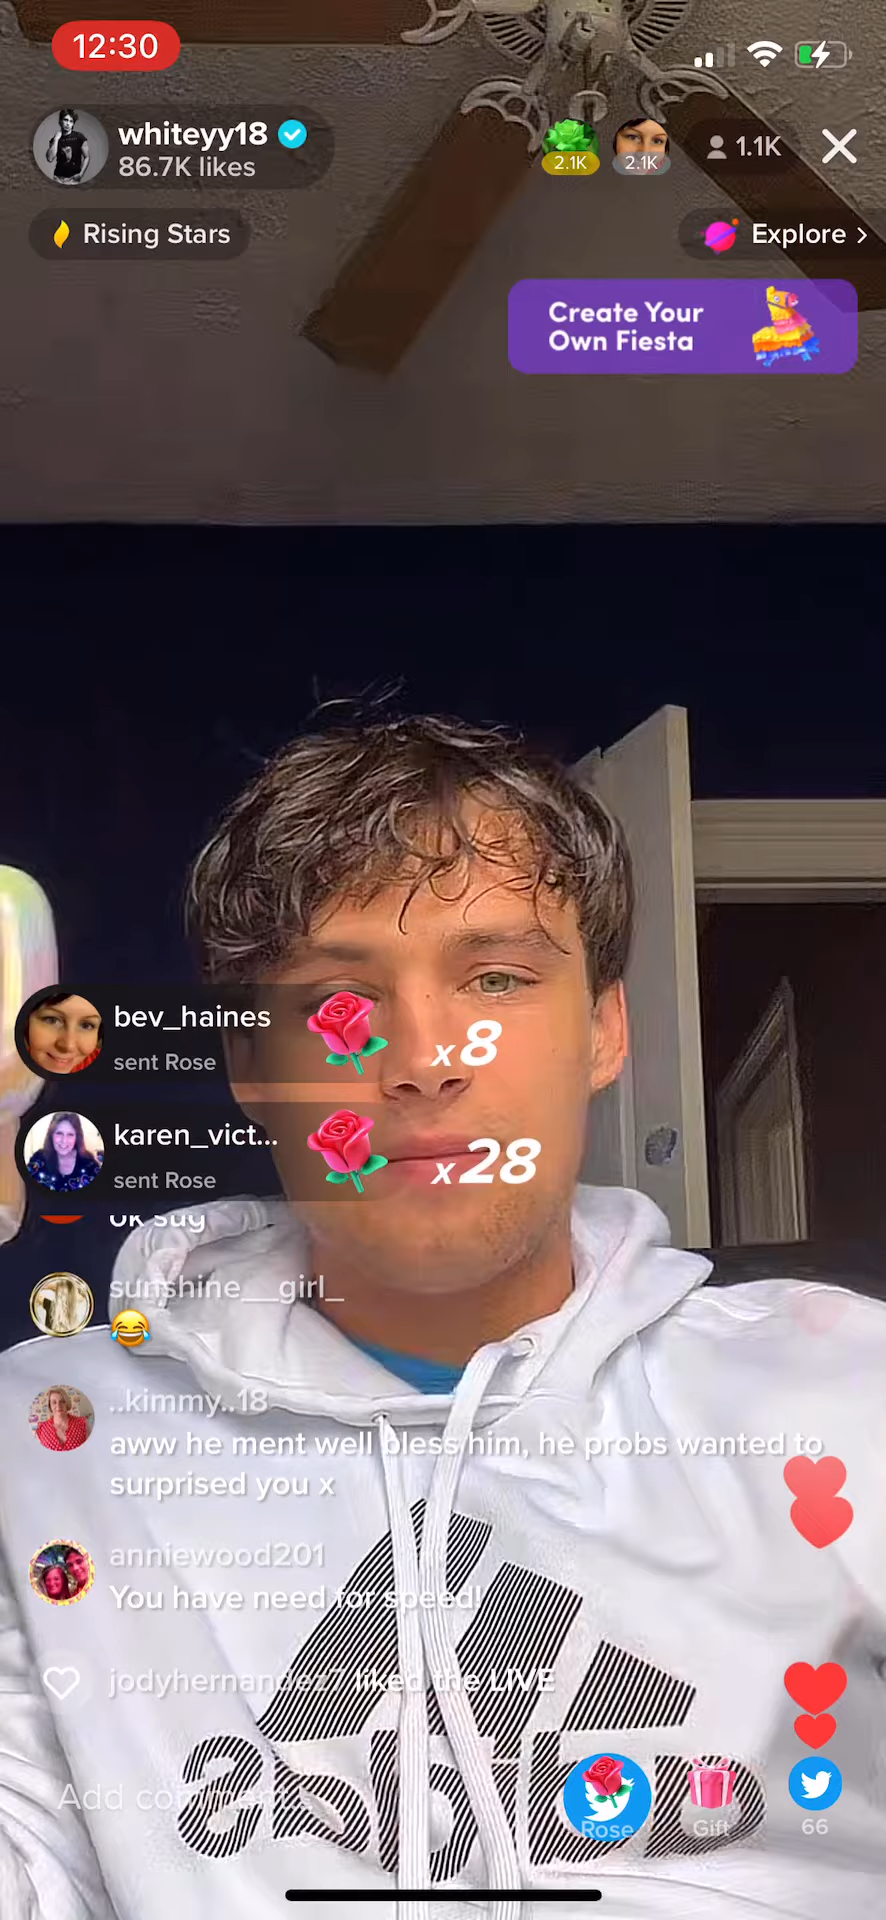 12:30
whiteyy18
86.7K likes
2.1K
2.1K
1.1K
Rising Stars
Explore >
Create Your
Own Fiesta
bev_haines
sent Rose
x8
karen_vict...
sent Rose
x28
ok sug
sunshine__girl_
😂
..kimmy..18
aww he ment well bless him, he probs wanted to
surprised you x
anniewood201
You have need for speed!
jodyhernandez7 liked the LIVE
adidas
Add comment...
Rose
Gift
66